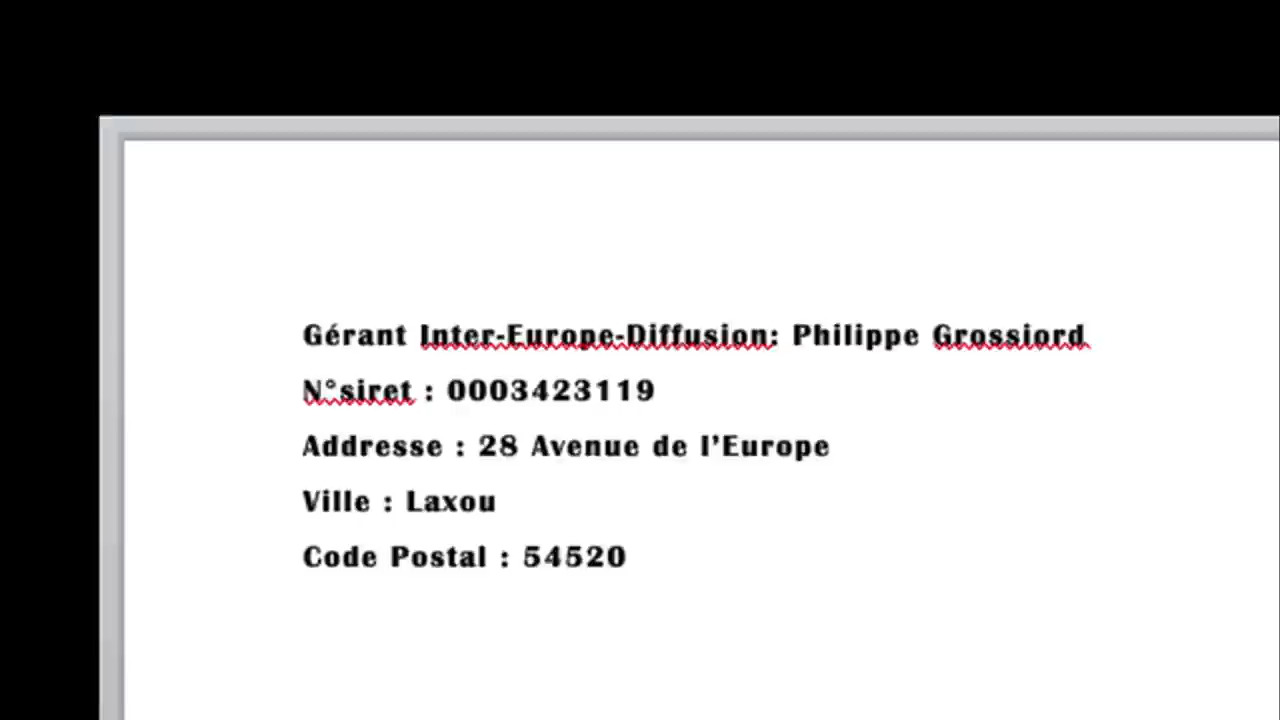 Gérant Inter-Europe-Diffusion: Philippe Grossiord
N°siret : 0003423119
Addresse : 28 Avenue de l’Europe
Ville : Laxou
Code Postal : 54520